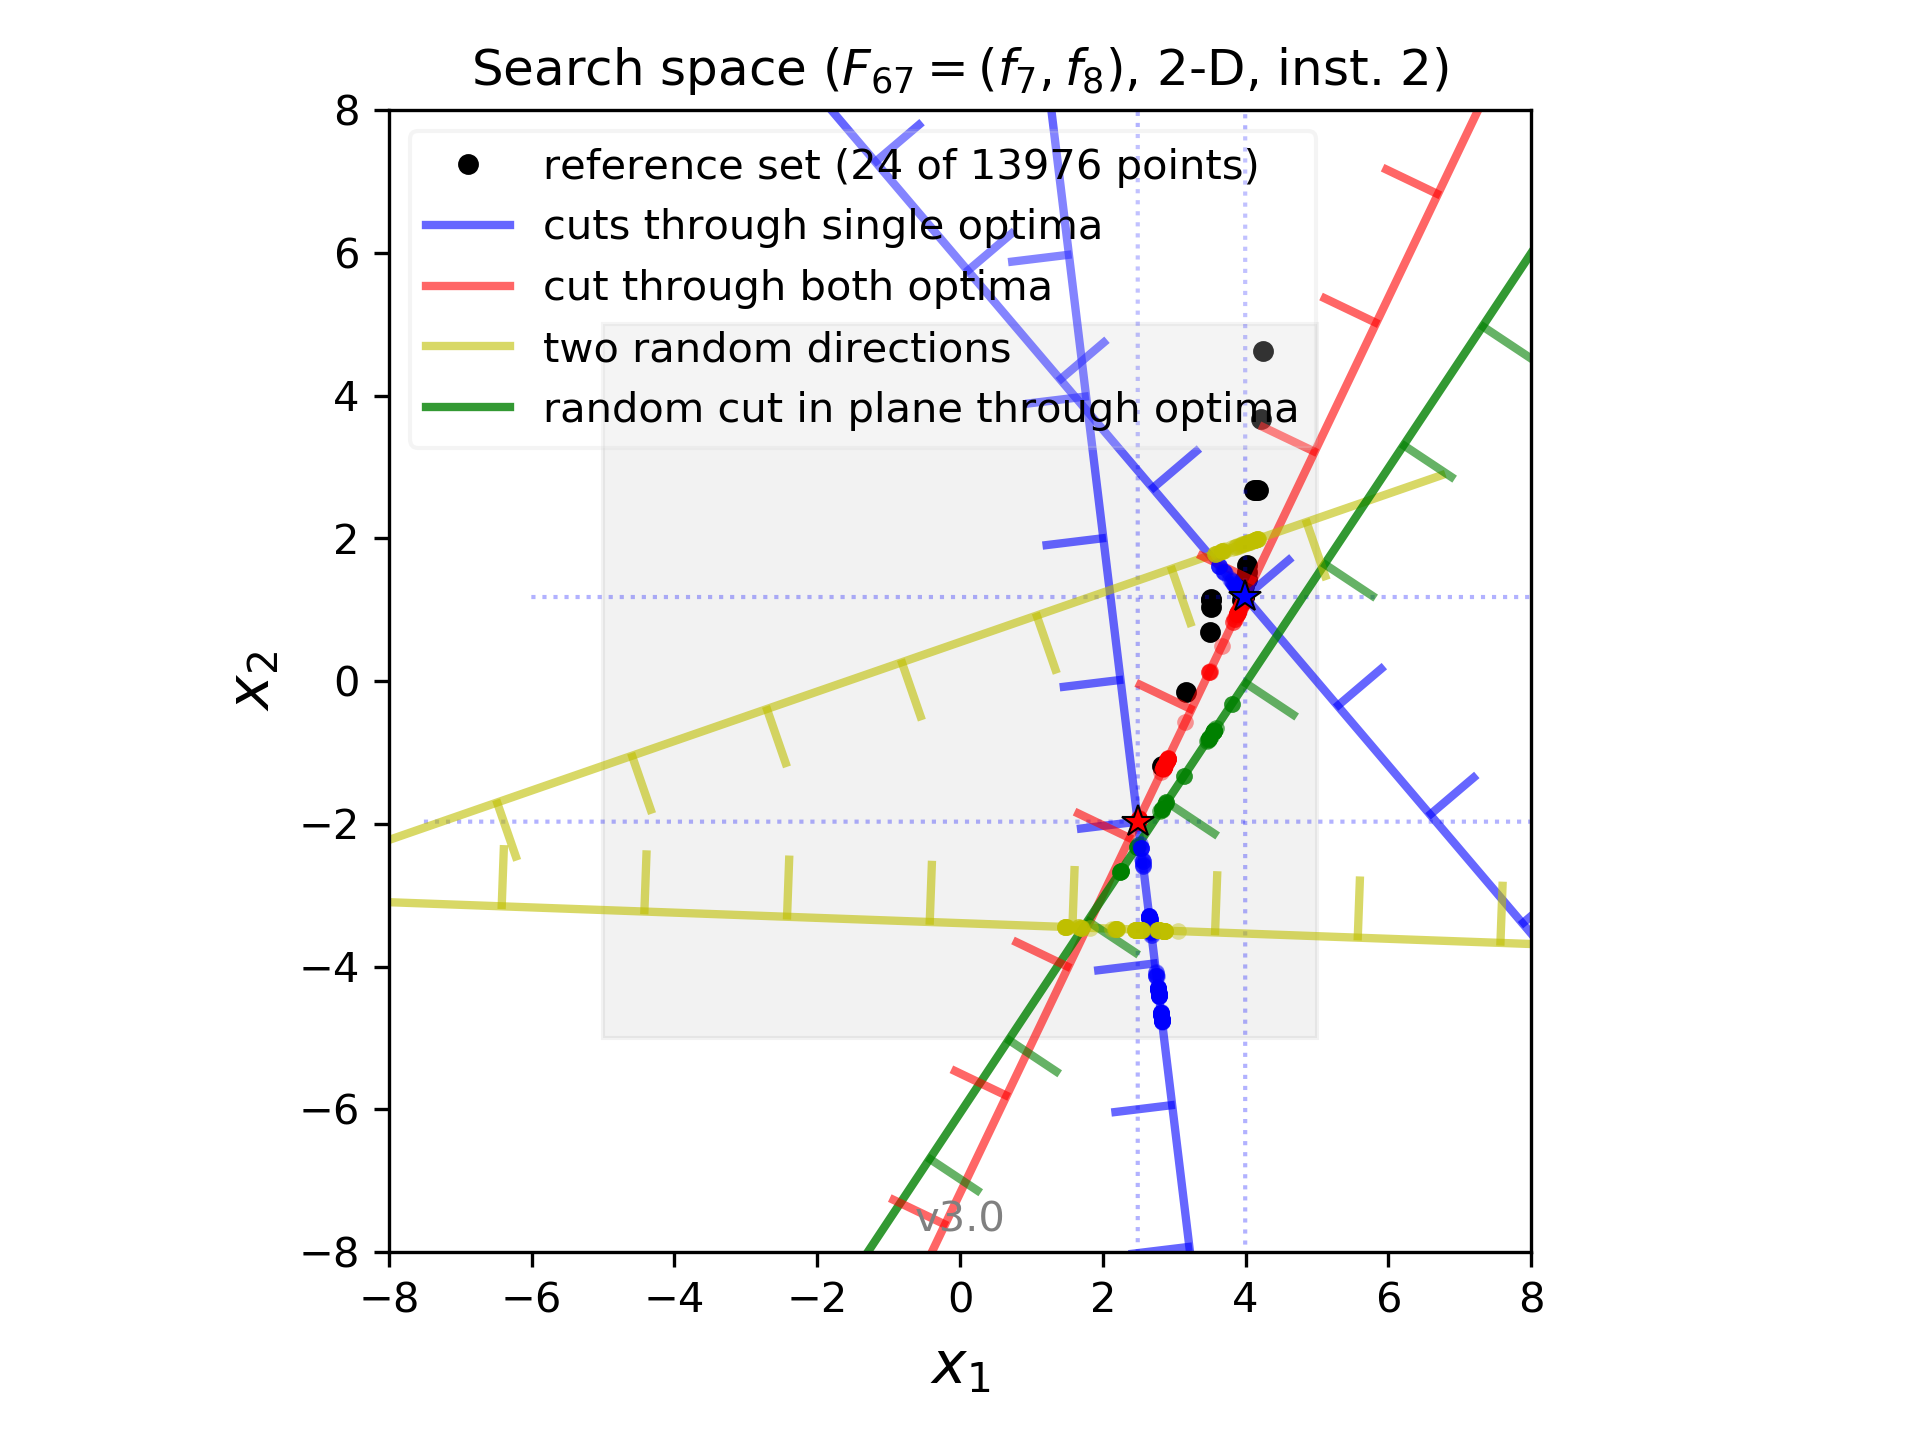 Search space (F67 = (f7, f8), 2-D, inst. 2)
reference set (24 of 13976 points)
cuts through single optima
cut through both optima
two random directions
random cut in plane through optima
8
6
4
2
0
−2
−4
−6
−8
x2
v3.0
−8 −6 −4 −2 0 2 4 6 8
x1